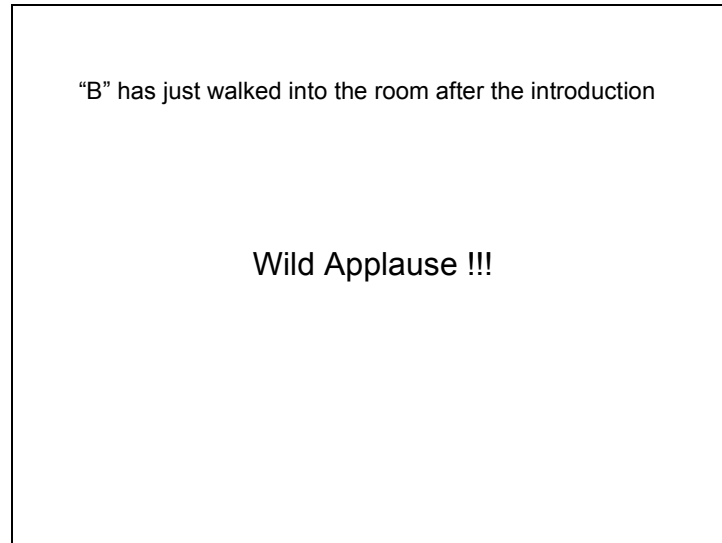 “B” has just walked into the room after the introduction
Wild Applause !!!